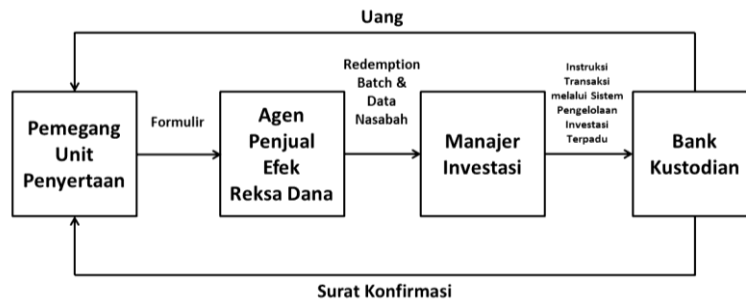 Uang
Pemegang
Unit
Penyertaan
Formulir
Agen
Penjual
Efek
Reksa Dana
Redemption
Batch &
Data
Nasabah
Manajer
Investasi
Instruksi
Transaksi
melalui Sistem
Pengelolaan
Investasi
Terpadu
Bank
Kustodian
Surat Konfirmasi